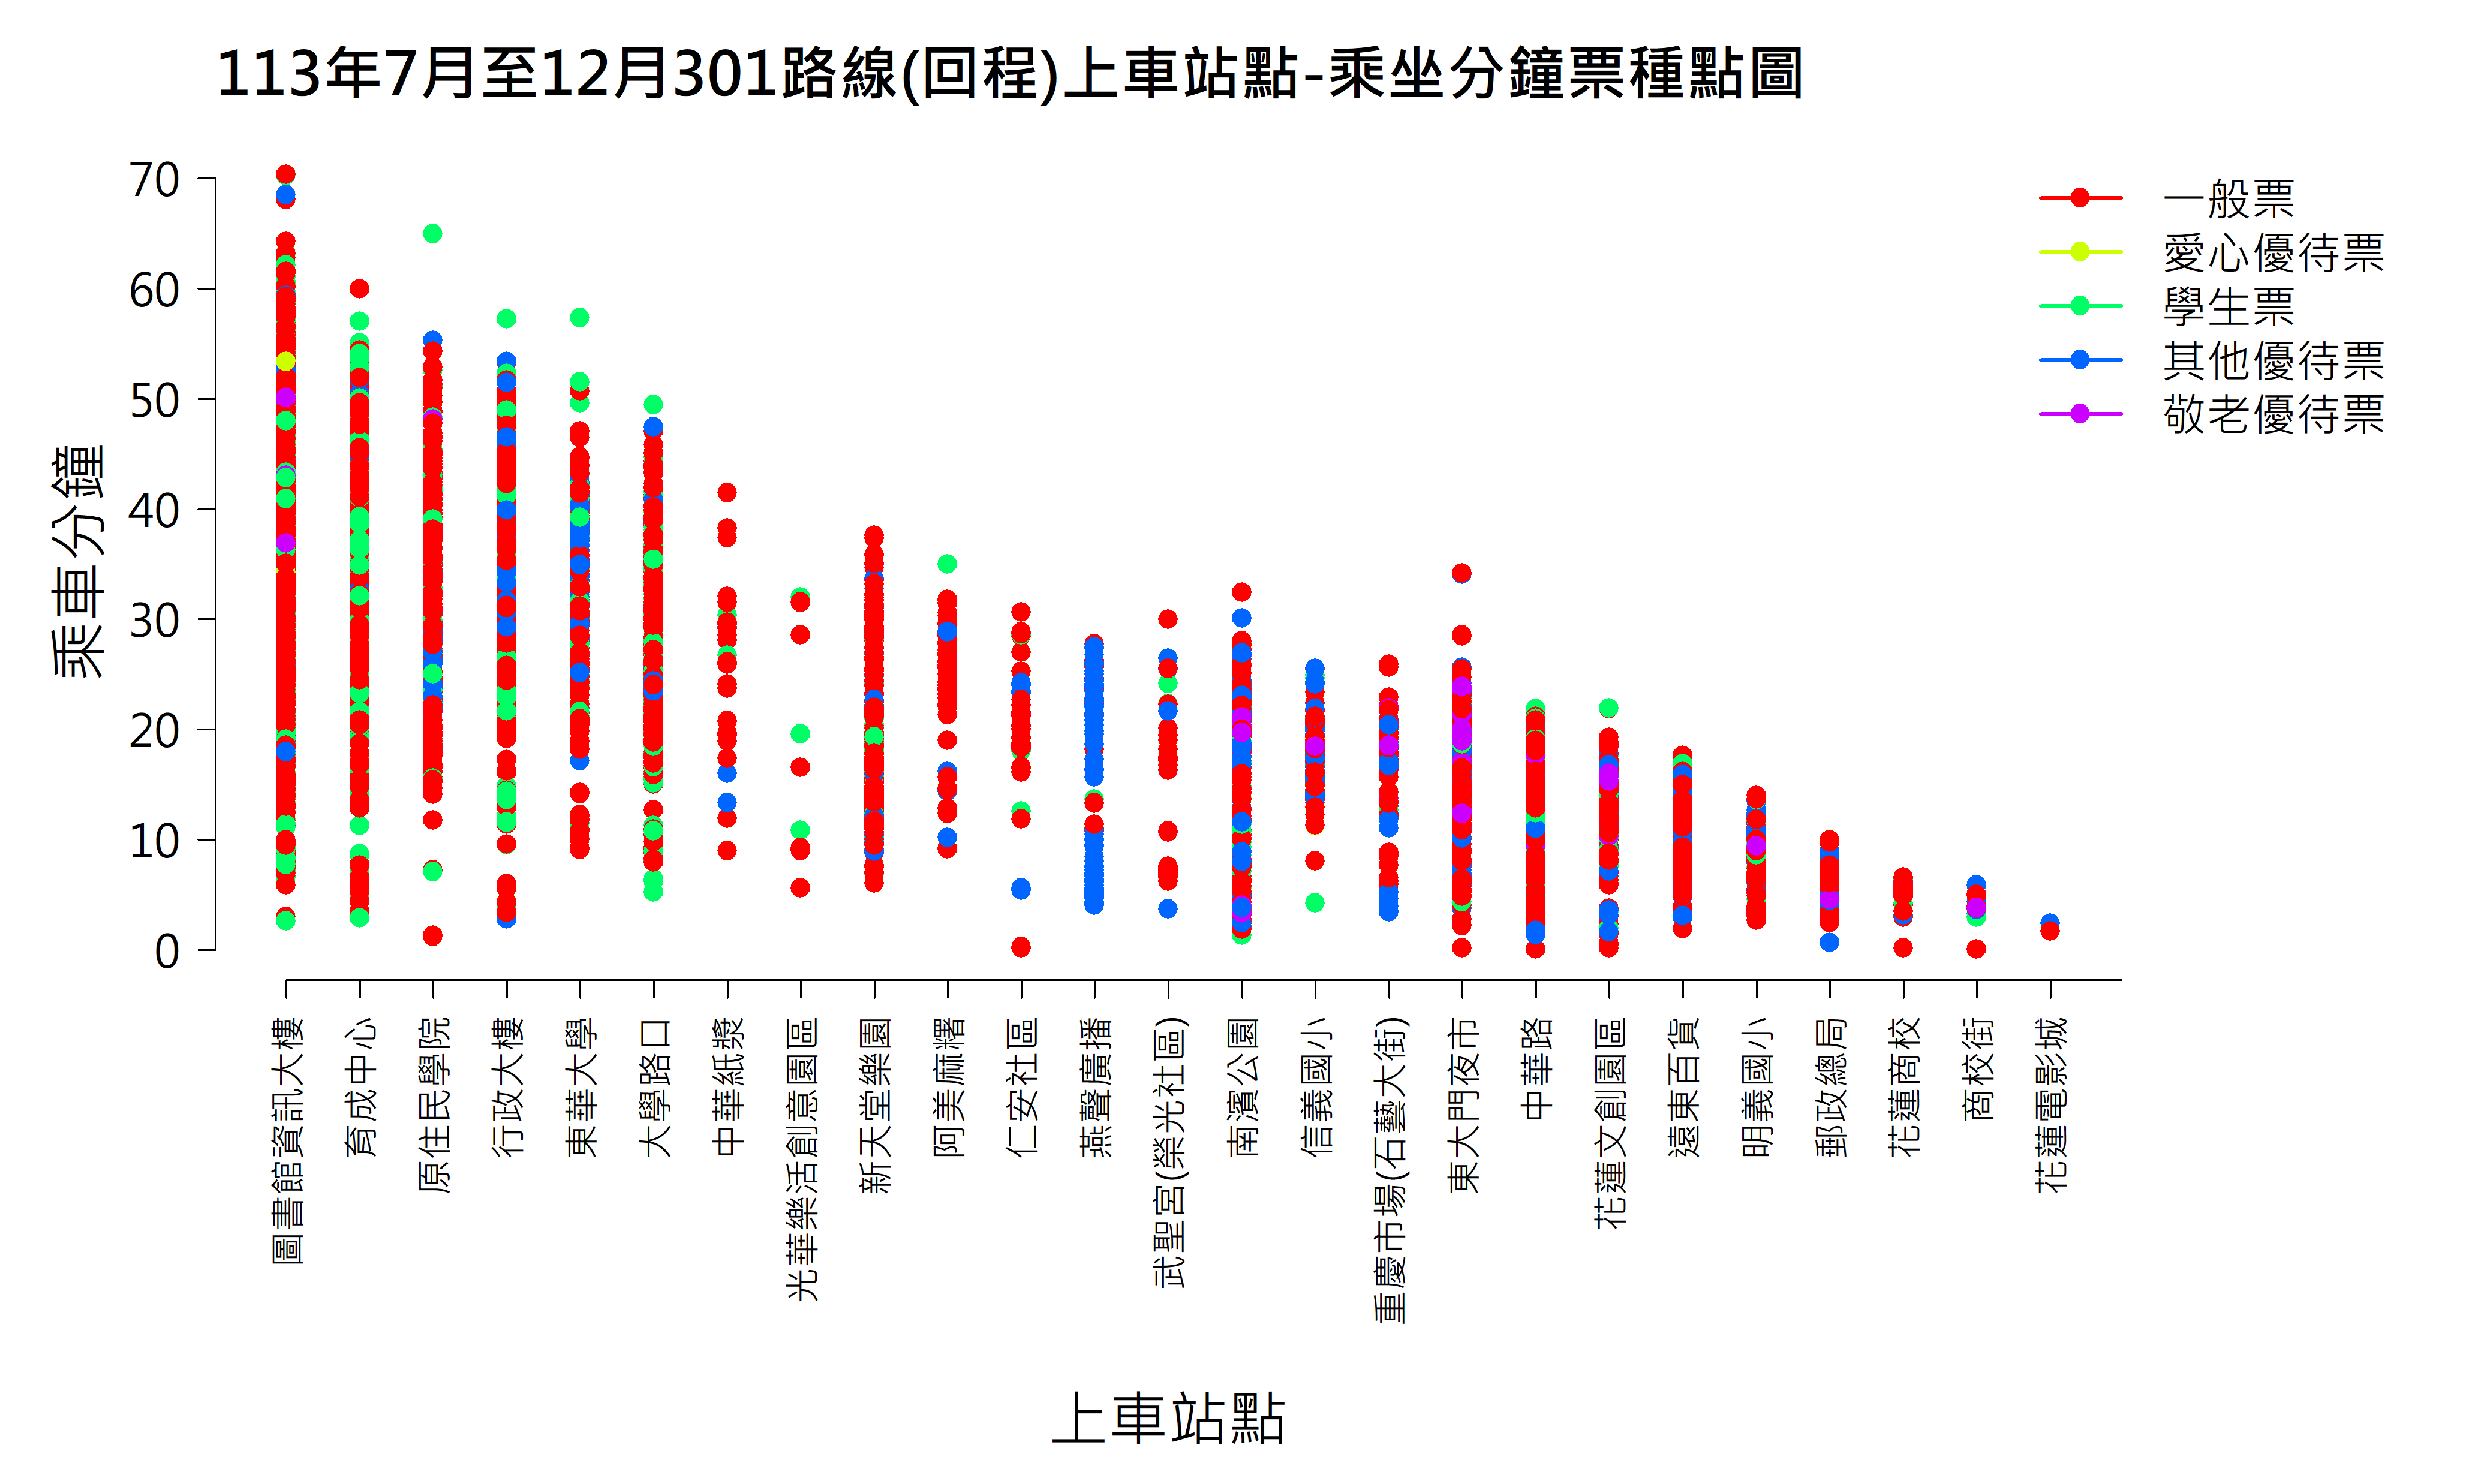 113年7月至12月301路線(回程)上車站點-乘坐分鐘票種點圖
一般票
愛心優待票
學生票
其他優待票
敬老優待票
乘車分鐘
70
60
50
40
30
20
10
0
圖書館資訊大樓
育成中心
原住民學院
行政大樓
東華大學
大學路口
中華紙漿
光華樂活創意園區
新天堂樂園
阿美麻糬
仁安社區
燕聲廣播
武聖宮(榮光社區)
南濱公園
信義國小
重慶市場(石藝大街)
東大門夜市
中華路
花蓮文創園區
遠東百貨
明義國小
郵政總局
花蓮商校
商校街
花蓮電影城
上車站點